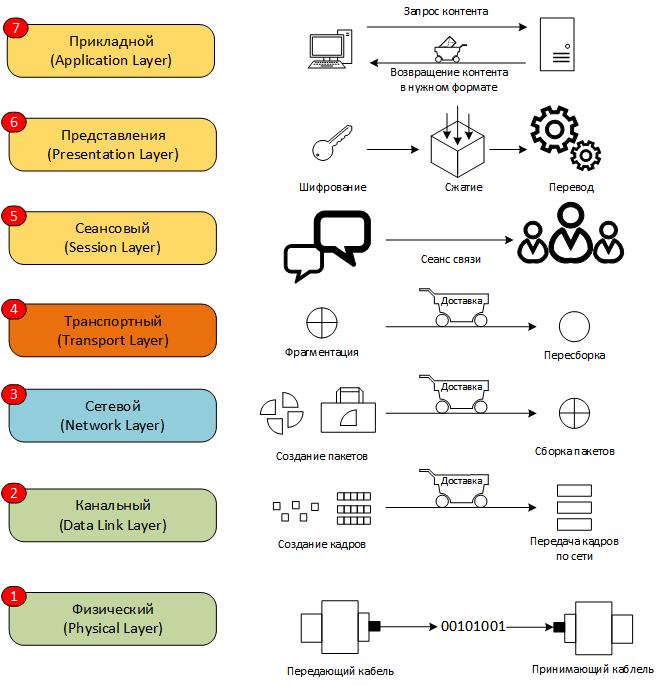 7
Прикладной
(Application Layer)
Запрос контента
Возвращение контента
в нужном формате
6
Представления
(Presentation Layer)
Шифрование
Сжатие
Перевод
5
Сеансовый
(Session Layer)
Сеанс связи
4
Транспортный
(Transport Layer)
Фрагментация
Доставка
Пересборка
3
Сетевой
(Network Layer)
Создание пакетов
Доставка
Сборка пакетов
2
Канальный
(Data Link Layer)
Создание кадров
Доставка
Передача кадров
по сети
1
Физический
(Physical Layer)
Передающий кабель
00101001
Принимающий каблель